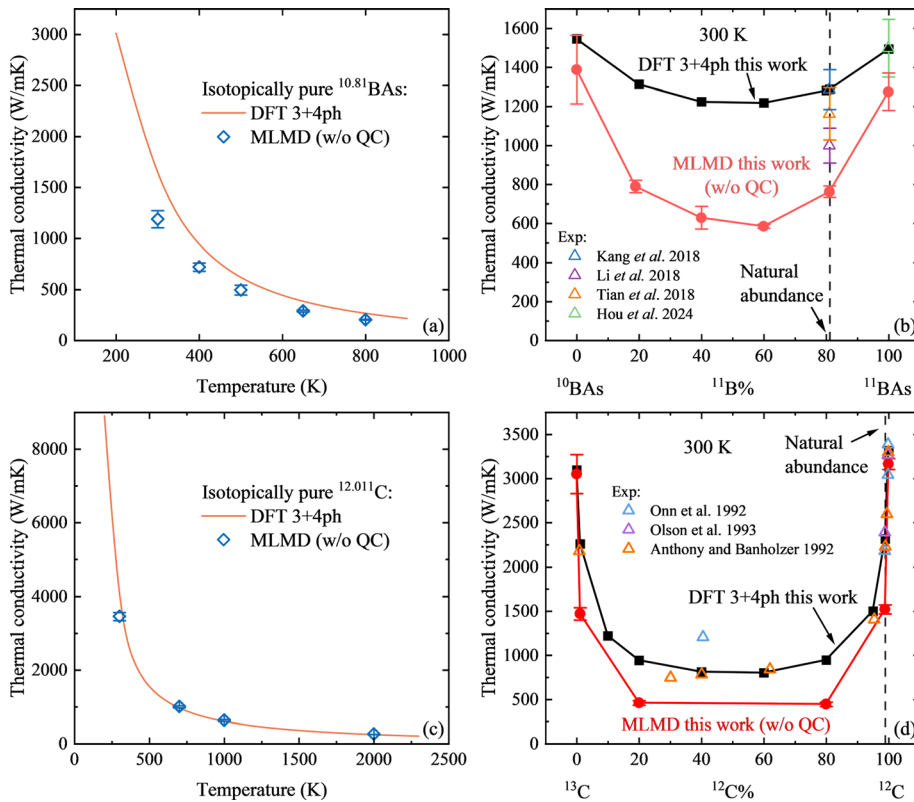 3000
2500
2000
1500
1000
500
0
Thermal conductivity (W/mK)
Isotopically pure ¹⁰·⁸¹BAs:
DFT 3+4ph
MLMD (w/o QC)
(a)
200 400 600 800 1000
Temperature (K)
1600
1400
1200
1000
800
600
400
200
0
Thermal conductivity (W/mK)
300 K
DFT 3+4ph this work
MLMD this work
(w/o QC)
Exp:
Kang et al. 2018
Li et al. 2018
Tian et al. 2018
Hou et al. 2024
Natural
abundance
(b)
0 20 40 60 80 100
¹⁰BAs ¹¹B% ¹¹BAs
8000
6000
4000
2000
0
Thermal conductivity (W/mK)
Isotopically pure ¹²·⁰¹¹C:
DFT 3+4ph
MLMD (w/o QC)
(c)
0 500 1000 1500 2000 2500
Temperature (K)
3500
3000
2500
2000
1500
1000
500
0
Thermal conductivity (W/mK)
300 K
Natural
abundance
Exp:
Onn et al. 1992
Olson et al. 1993
Anthony and Banholzer 1992
DFT 3+4ph this work
MLMD this work (w/o QC)
(d)
0 20 40 60 80 100
¹³C ¹²C% ¹²C